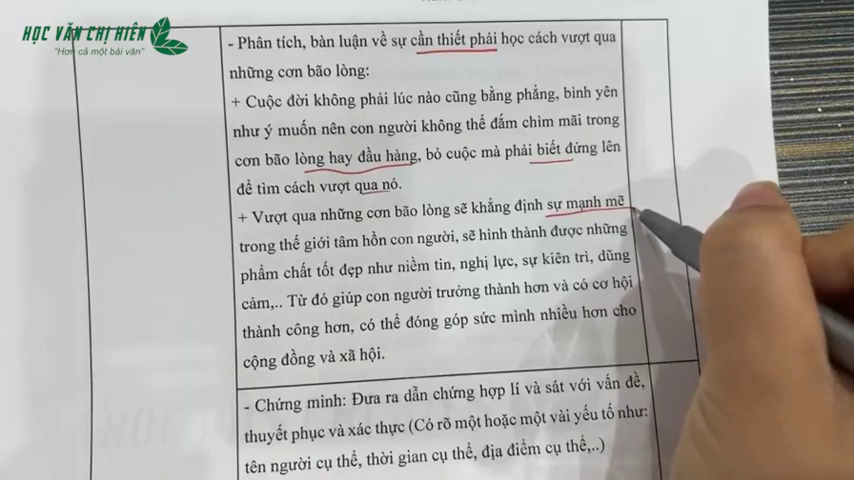 HỌC VĂN CHỊ HIÊN
"Hơn cả một bài văn"
- Phân tích, bàn luận về sự cần thiết phải học cách vượt qua
những cơn bão lòng:
+ Cuộc đời không phải lúc nào cũng bằng phẳng, bình yên
như ý muốn nên con người không thể đắm chìm mãi trong
cơn bão lòng hay đầu hàng, bỏ cuộc mà phải biết đứng lên
để tìm cách vượt qua nó.
+ Vượt qua những cơn bão lòng sẽ khẳng định sự mạnh mẽ
trong thế giới tâm hồn con người, sẽ hình thành được những
phẩm chất tốt đẹp như niềm tin, nghị lực, sự kiên trì, dũng
cảm,.. Từ đó giúp con người trưởng thành hơn và có cơ hội
thành công hơn, có thể đóng góp sức mình nhiều hơn cho
cộng đồng và xã hội.
- Chứng minh: Đưa ra dẫn chứng hợp lí và sát với vấn đề,
thuyết phục và xác thực (Có rõ một hoặc một vài yếu tố như:
tên người cụ thể, thời gian cụ thể, địa điểm cụ thể,..)